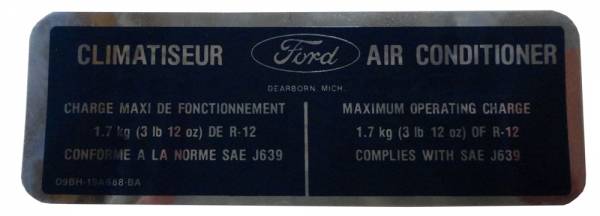 CLIMATISEUR Ford AIR CONDITIONER
DEARBORN, MICH.
CHARGE MAXI DE FONCTIONNEMENT
1.7 kg (3 lb 12 oz) DE R-12
CONFORME A LA NORME SAE J639
MAXIMUM OPERATING CHARGE
1.7 kg (3 lb 12 oz) OF R-12
COMPLIES WITH SAE J639
D9BH-19A688-BA